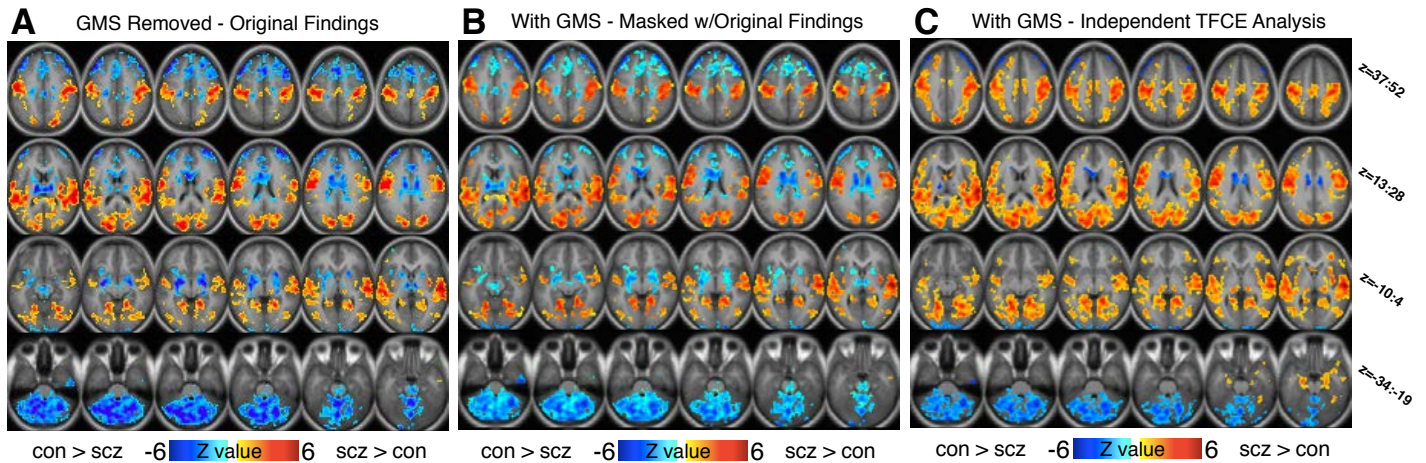 A GMS Removed - Original Findings
B With GMS - Masked w/Original Findings
C With GMS - Independent TFCE Analysis
z=37:52
z=13:28
z=-10:4
z=-34:-19
con > scz -6 Z value 6 scz > con
con > scz -6 Z value 6 scz > con
con > scz -6 Z value 6 scz > con